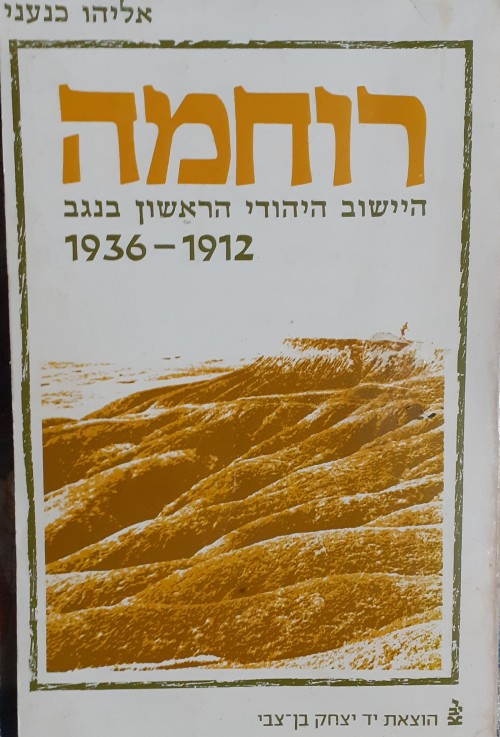 אליהו כנעני
רוחמה
היישוב היהודי הראשון בנגב
1936–1912
הוצאת יד יצחק בן־צבי